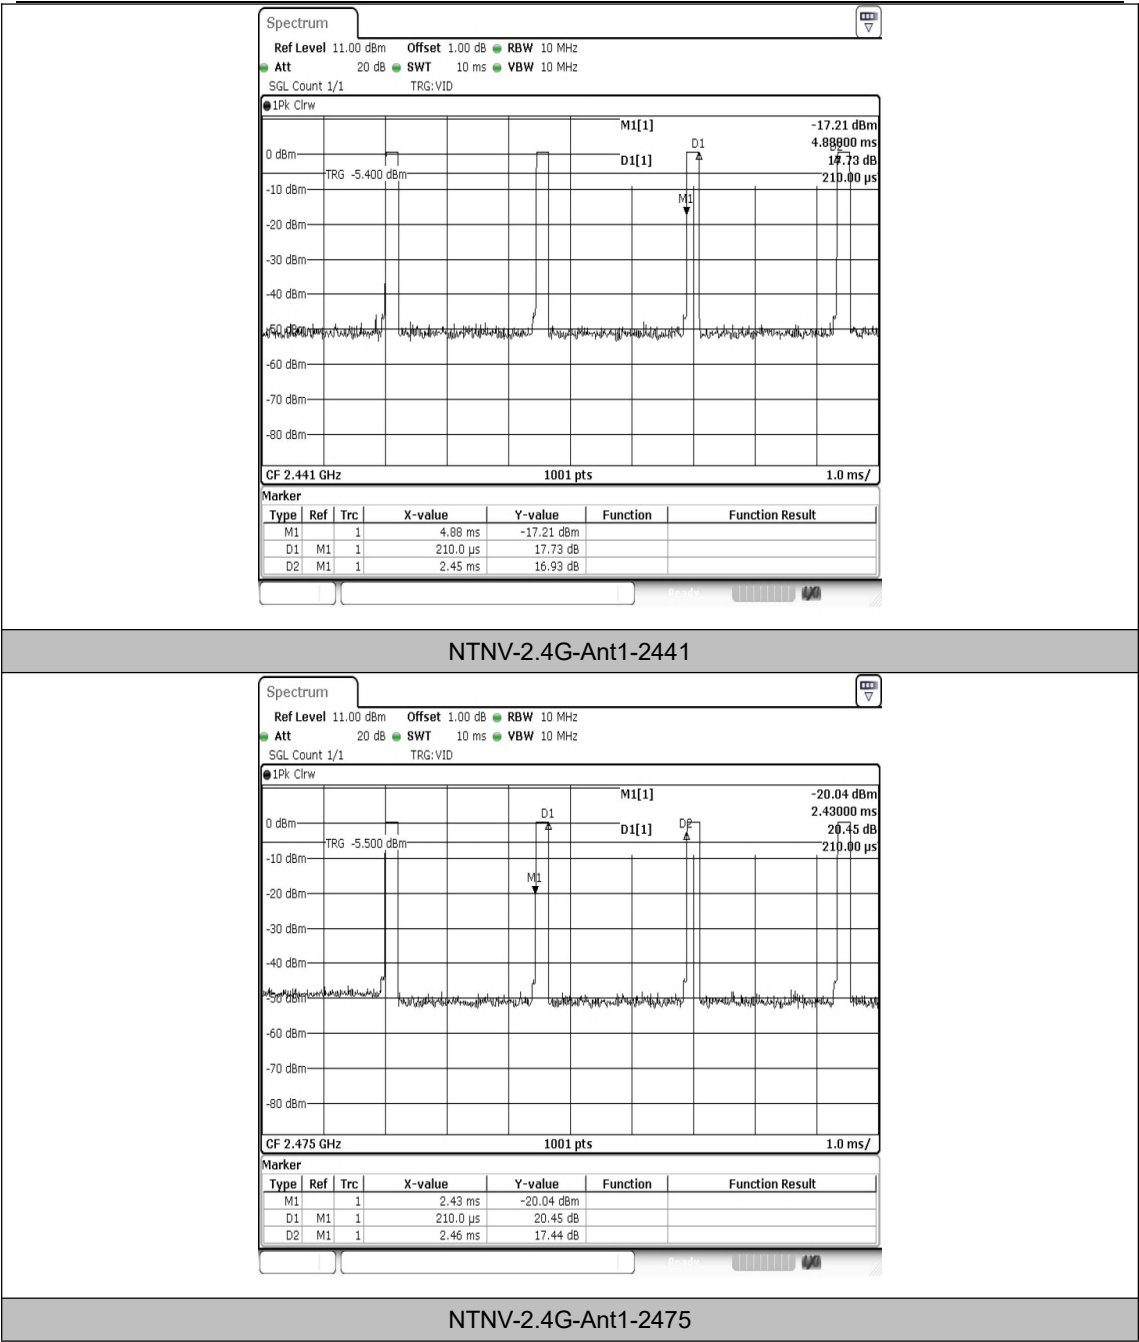 Spectrum
Ref Level 11.00 dBm Offset 1.00 dB RBW 10 MHz
Att 20 dB SWT 10 ms VBW 10 MHz
SGL Count 1/1 TRG:VID
1Pk Clrw
M1[1] -17.21 dBm
4.88000 ms
D1 D2
0 dBm D1[1] 17.73 dB
TRG -5.400 dBm 210.00 µs
-10 dBm
M1
-20 dBm
-30 dBm
-40 dBm
-50 dBm
-60 dBm
-70 dBm
-80 dBm
CF 2.441 GHz 1001 pts 1.0 ms/
Marker
Type Ref Trc X-value Y-value Function Function Result
M1 1 4.88 ms -17.21 dBm
D1 M1 1 210.0 µs 17.73 dB
D2 M1 1 2.45 ms 16.93 dB
Ready
NTNV-2.4G-Ant1-2441
Spectrum
Ref Level 11.00 dBm Offset 1.00 dB RBW 10 MHz
Att 20 dB SWT 10 ms VBW 10 MHz
SGL Count 1/1 TRG:VID
1Pk Clrw
M1[1] -20.04 dBm
2.43000 ms
D1
0 dBm D1[1] D2 20.45 dB
TRG -5.500 dBm 210.00 µs
-10 dBm
M1
-20 dBm
-30 dBm
-40 dBm
-50 dBm
-60 dBm
-70 dBm
-80 dBm
CF 2.475 GHz 1001 pts 1.0 ms/
Marker
Type Ref Trc X-value Y-value Function Function Result
M1 1 2.43 ms -20.04 dBm
D1 M1 1 210.0 µs 20.45 dB
D2 M1 1 2.46 ms 17.44 dB
Ready
NTNV-2.4G-Ant1-2475